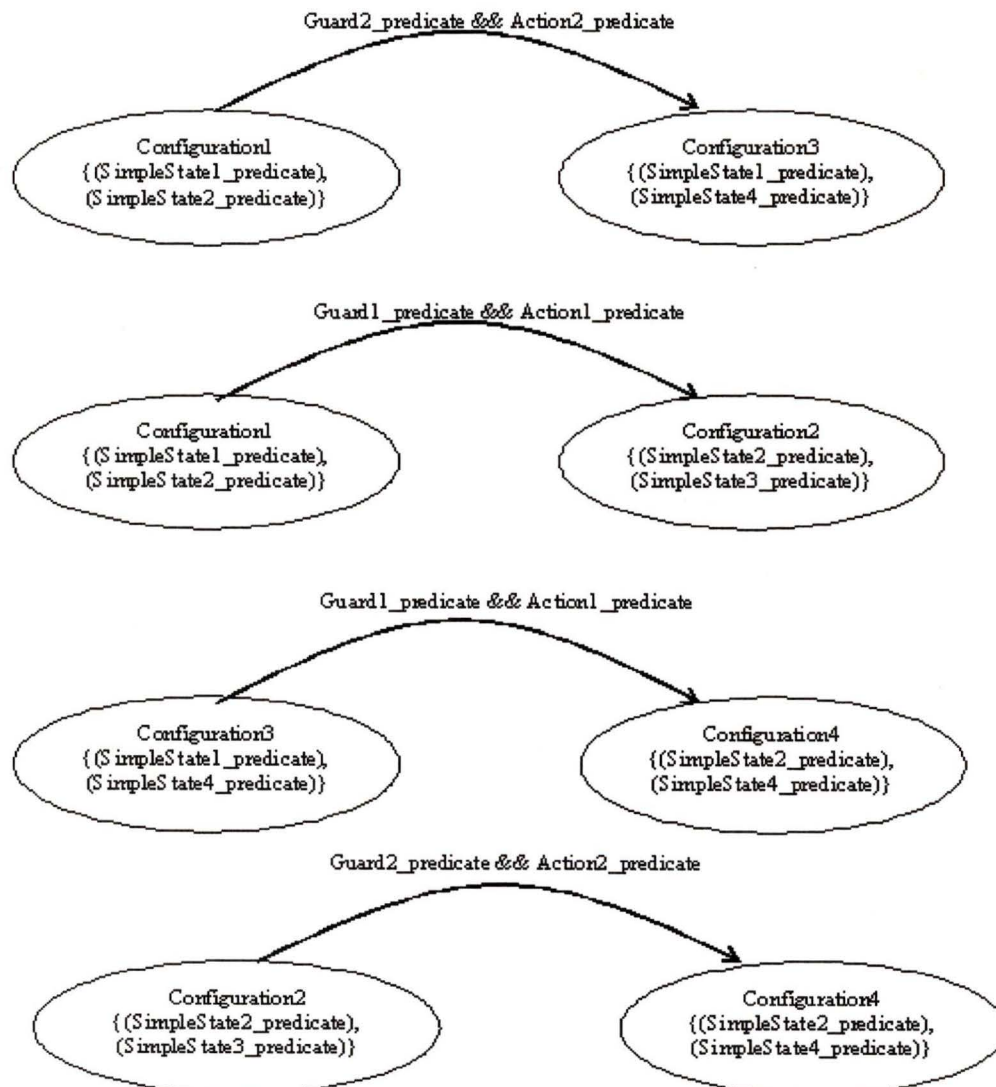 Guard2_predicate && Action2_predicate
Configuration1
{(SimpleState1_predicate),
(SimpleState2_predicate)}
Configuration3
{(SimpleState1_predicate),
(SimpleState4_predicate)}
Guard1_predicate && Action1_predicate
Configuration1
{(SimpleState1_predicate),
(SimpleState2_predicate)}
Configuration2
{(SimpleState2_predicate),
(SimpleState3_predicate)}
Guard1_predicate && Action1_predicate
Configuration3
{(SimpleState1_predicate),
(SimpleState4_predicate)}
Configuration4
{(SimpleState2_predicate),
(SimpleState4_predicate)}
Guard2_predicate && Action2_predicate
Configuration2
{(SimpleState2_predicate),
(SimpleState3_predicate)}
Configuration4
{(SimpleState2_predicate),
(SimpleState4_predicate)}